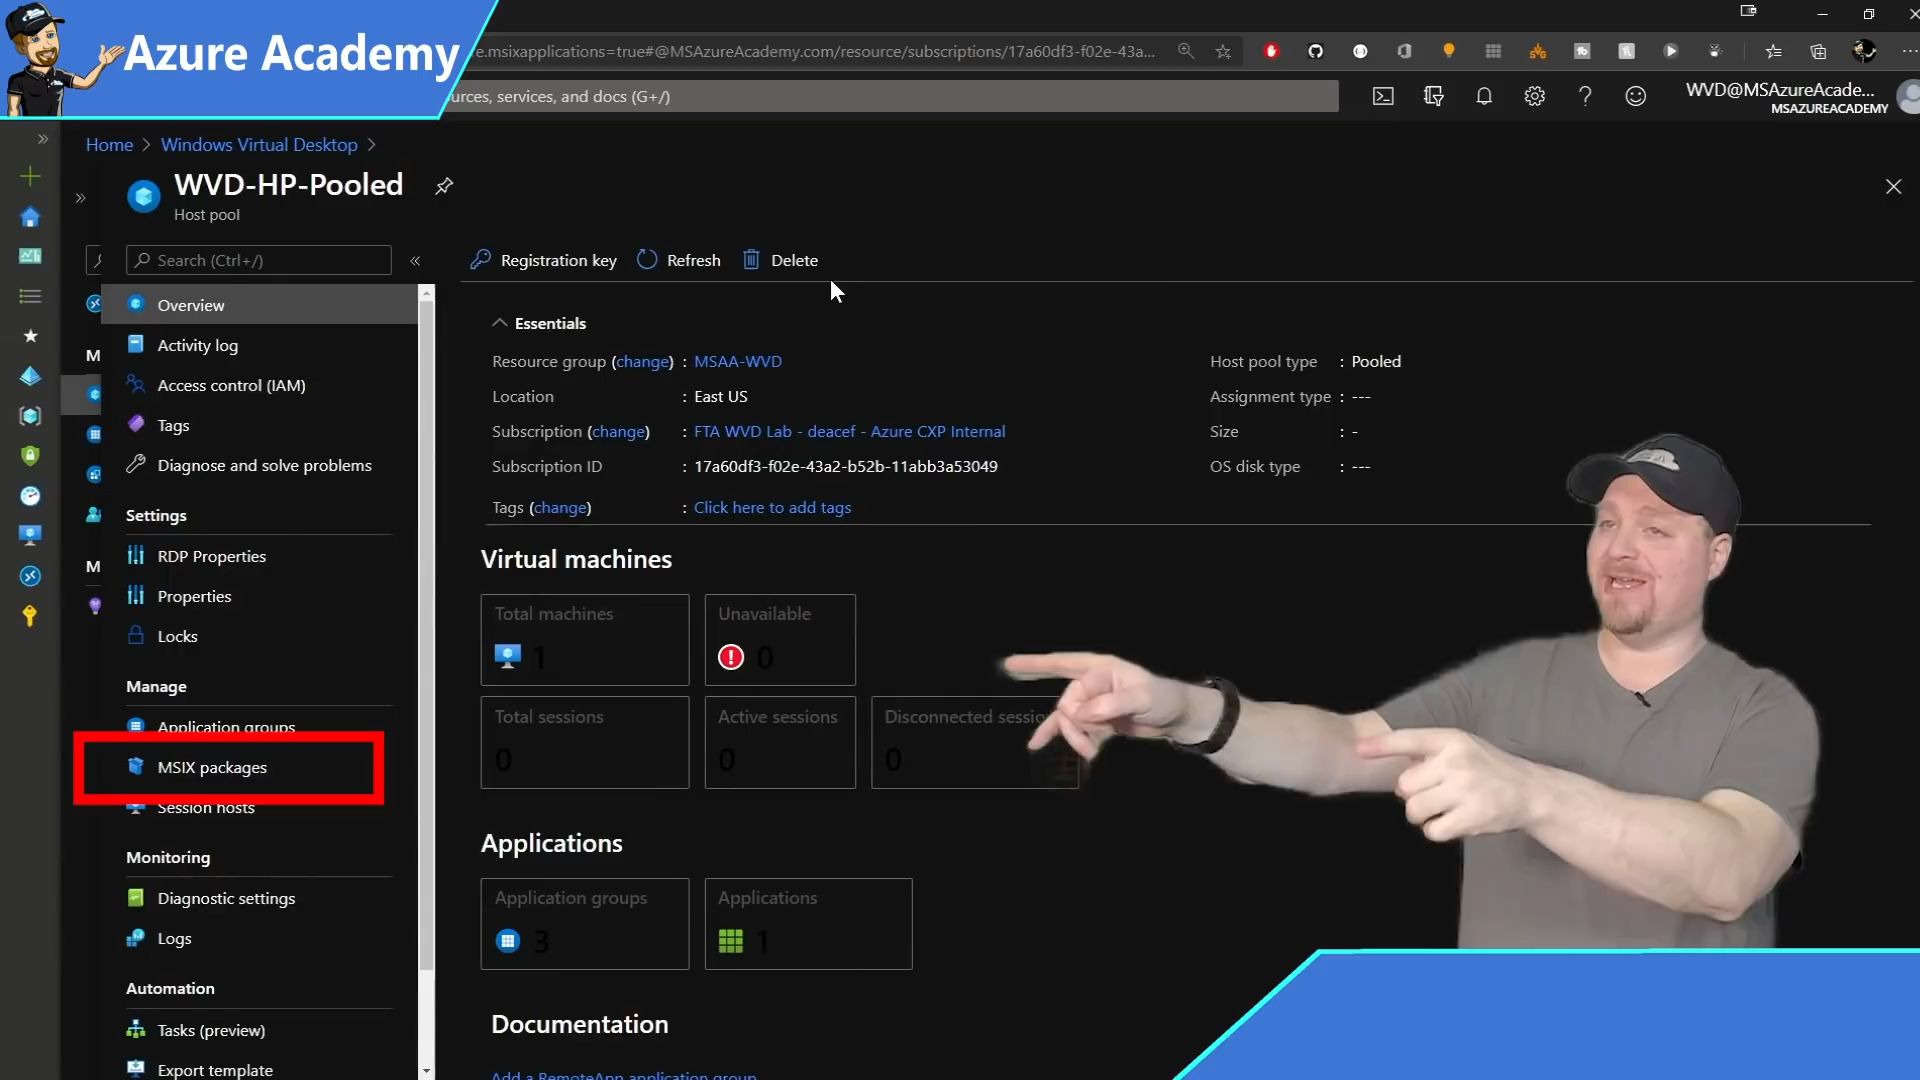 Azure Academy
e.msixapplications=true#@MSAzureAcademy.com/resource/subscriptions/17a60df3-f02e-43a...
urces, services, and docs (G+/)
WVD@MSAzureAcade...
MSAZUREACADEMY
Home > Windows Virtual Desktop >
WVD-HP-Pooled
Host pool
Search (Ctrl+/)
Registration key
Refresh
Delete
Overview
Activity log
Access control (IAM)
Tags
Diagnose and solve problems
Settings
RDP Properties
Properties
Locks
Manage
Application groups
MSIX packages
Session hosts
Monitoring
Diagnostic settings
Logs
Automation
Tasks (preview)
Export template
M
M
Essentials
Resource group (change) : MSAA-WVD
Location : East US
Subscription (change) : FTA WVD Lab - deacef - Azure CXP Internal
Subscription ID : 17a60df3-f02e-43a2-b52b-11abb3a53049
Tags (change) : Click here to add tags
Host pool type : Pooled
Assignment type : ---
Size : -
OS disk type : ---
Virtual machines
Total machines
1
Unavailable
0
Total sessions
0
Active sessions
0
Disconnected sessio
0
Applications
Application groups
3
Applications
1
Documentation
Add a RemoteApp application group